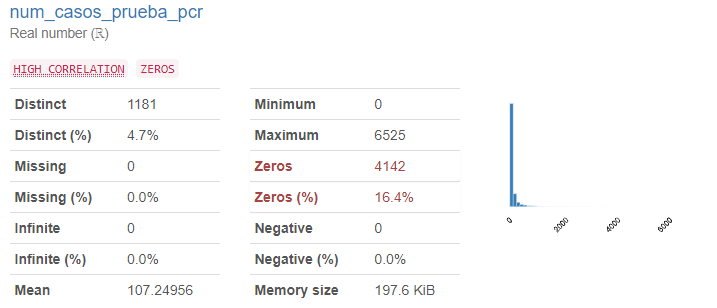 num_casos_prueba_pcr
Real number (ℝ)
HIGH CORRELATION ZEROS
Distinct 1181
Distinct (%) 4.7%
Missing 0
Missing (%) 0.0%
Infinite 0
Infinite (%) 0.0%
Mean 107.24956
Minimum 0
Maximum 6525
Zeros 4142
Zeros (%) 16.4%
Negative 0
Negative (%) 0.0%
Memory size 197.6 KiB
0 2000 4000 6000